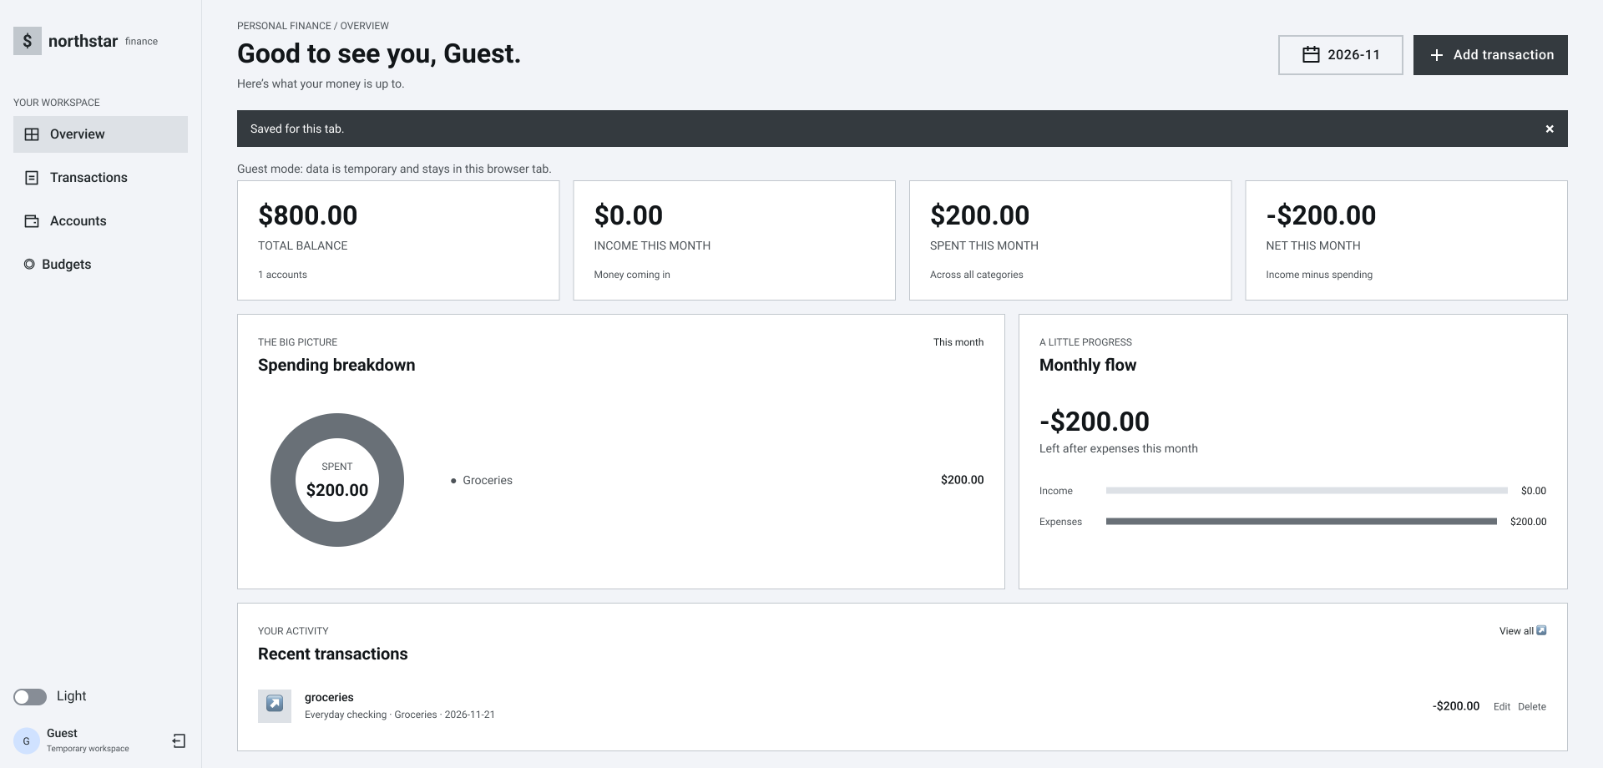 $ northstar finance
YOUR WORKSPACE
Overview
Transactions
Accounts
Budgets
Light
G
Guest
Temporary workspace
PERSONAL FINANCE / OVERVIEW
Good to see you, Guest.
Here's what your money is up to.
2026-11
+ Add transaction
Saved for this tab.
×
Guest mode: data is temporary and stays in this browser tab.
$800.00
TOTAL BALANCE
1 accounts
$0.00
INCOME THIS MONTH
Money coming in
$200.00
SPENT THIS MONTH
Across all categories
-$200.00
NET THIS MONTH
Income minus spending
THE BIG PICTURE
This month
Spending breakdown
SPENT
$200.00
• Groceries $200.00
A LITTLE PROGRESS
Monthly flow
-$200.00
Left after expenses this month
Income $0.00
Expenses $200.00
YOUR ACTIVITY
View all ↗
Recent transactions
groceries
Everyday checking · Groceries · 2026-11-21
-$200.00 Edit Delete